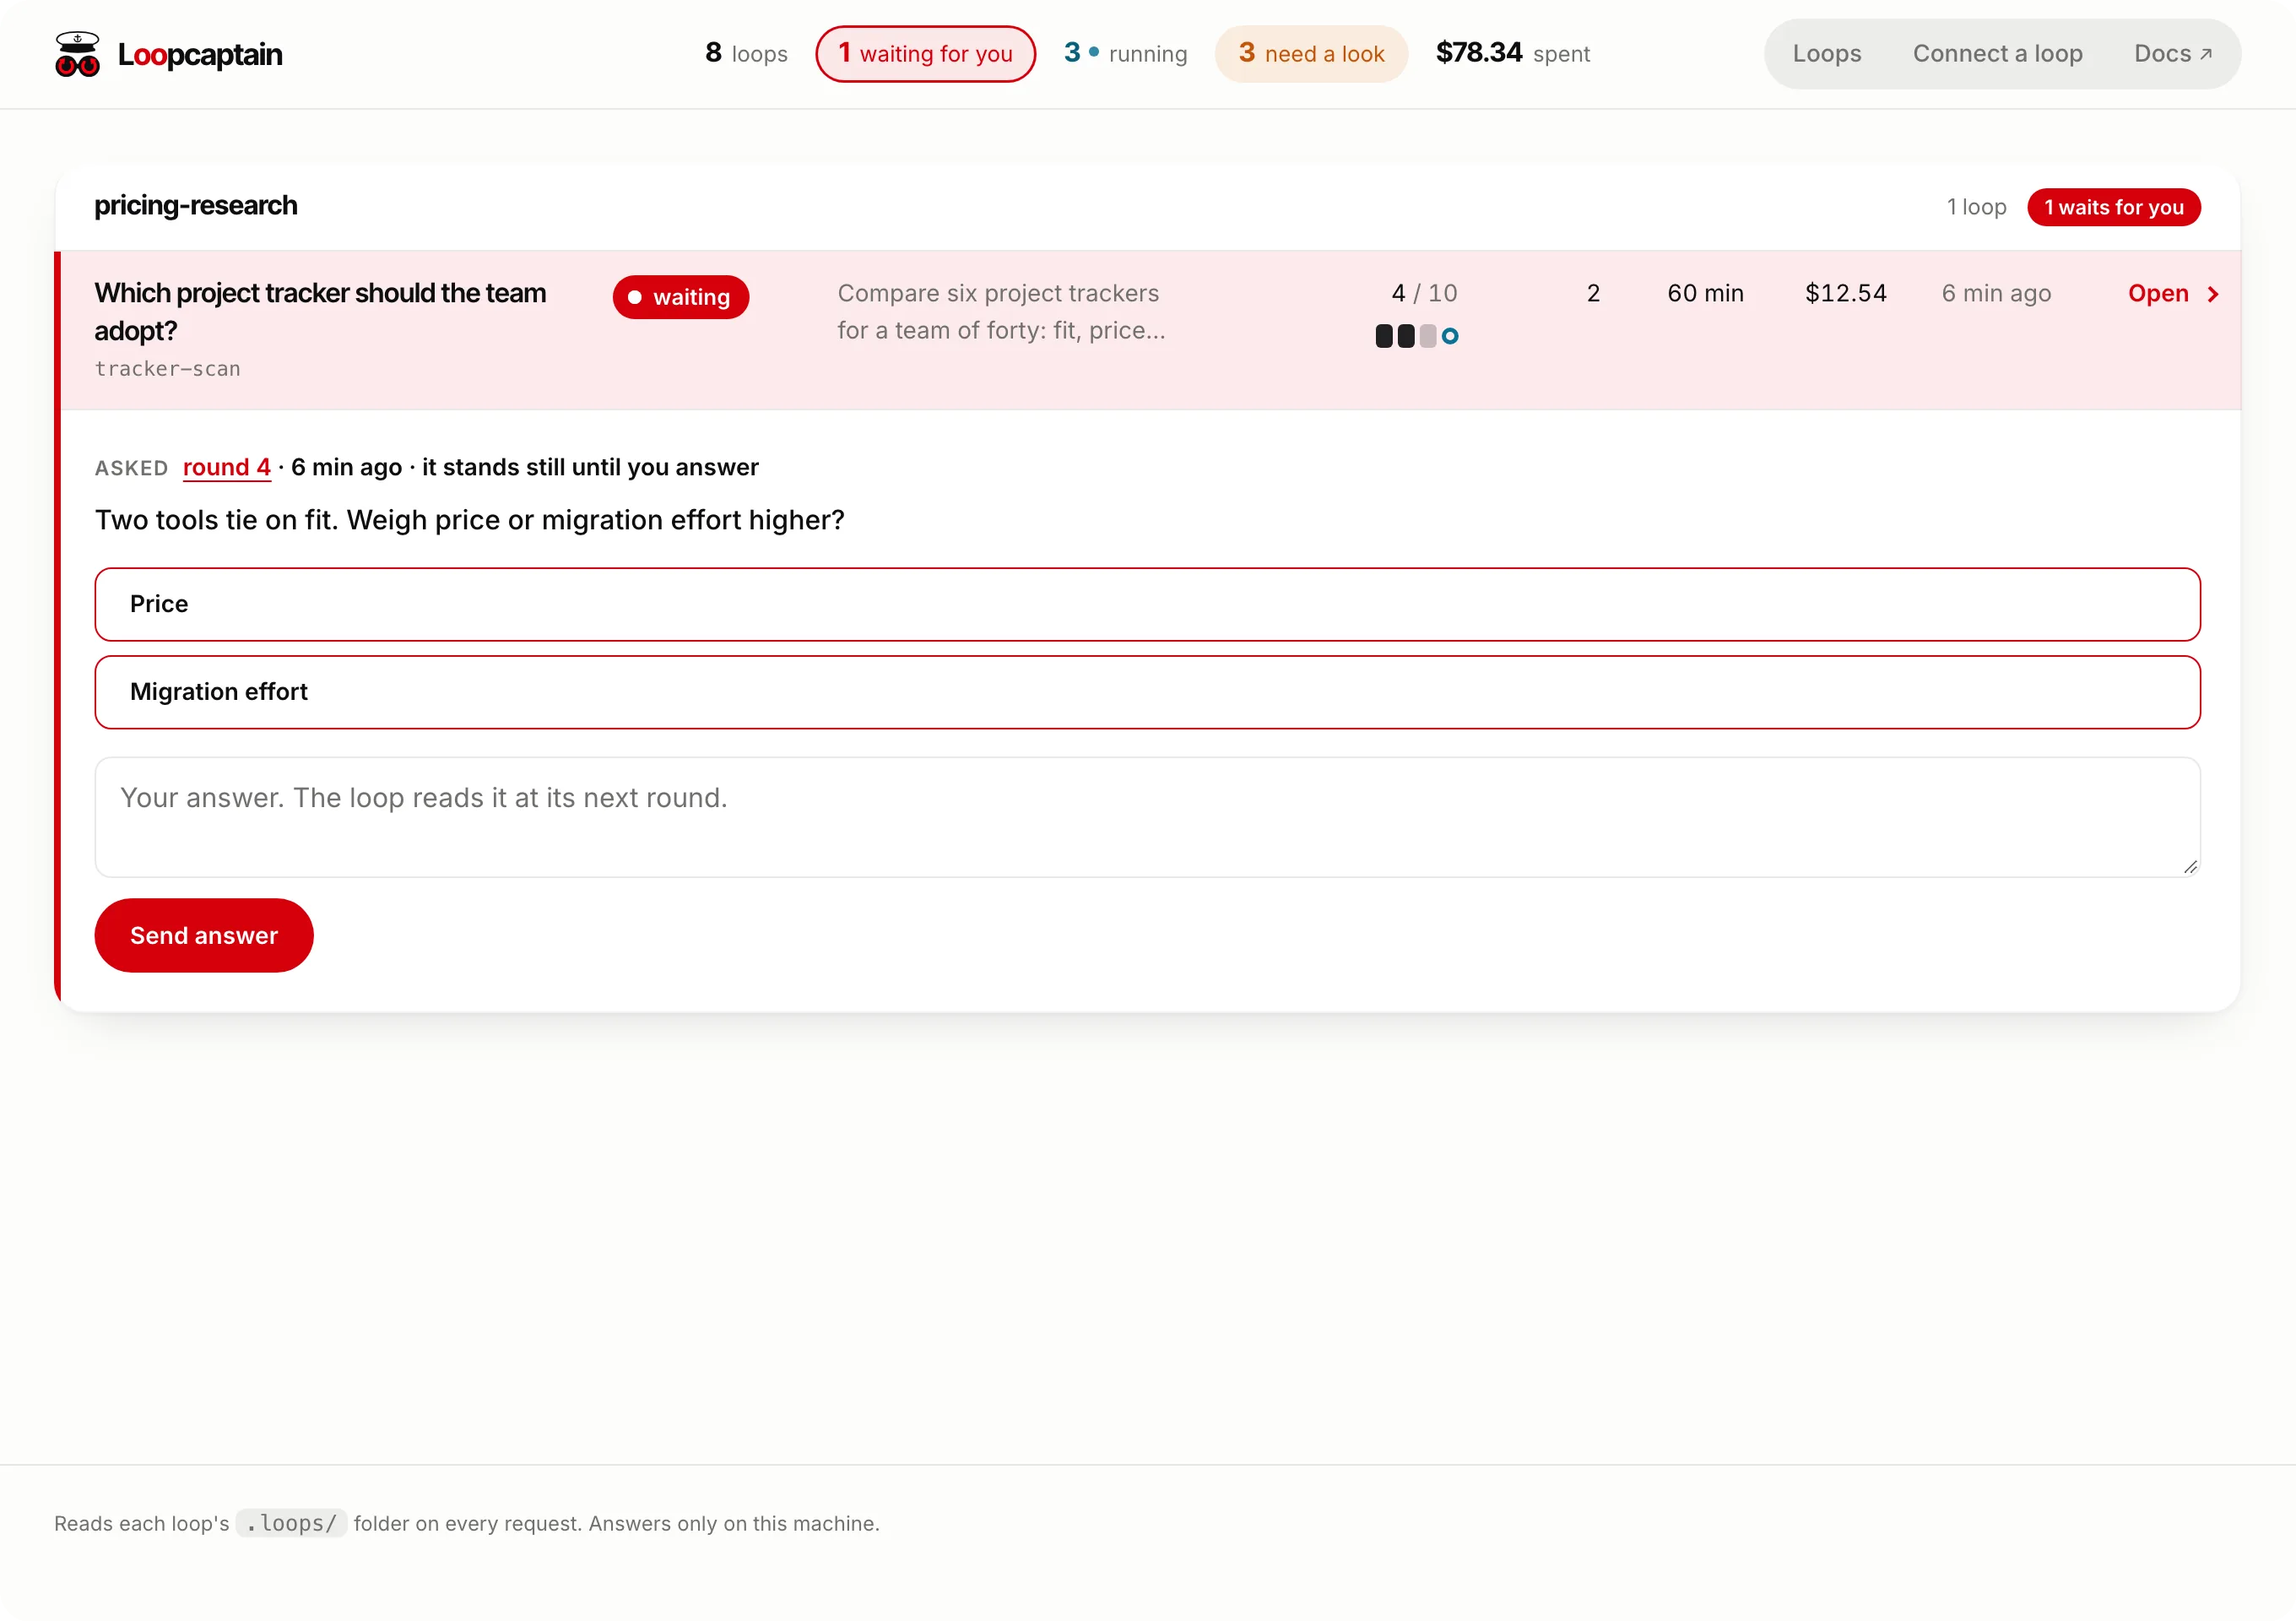 Loopcaptain
8 loops
1 waiting for you
3 running
3 need a look
$78.34 spent
Loops
Connect a loop
Docs ↗
pricing-research
1 loop
1 waits for you
Which project tracker should the team
adopt?
tracker-scan
waiting
Compare six project trackers
for a team of forty: fit, price...
4 / 10
2
60 min
$12.54
6 min ago
Open
ASKED round 4 · 6 min ago · it stands still until you answer
Two tools tie on fit. Weigh price or migration effort higher?
Price
Migration effort
Your answer. The loop reads it at its next round.
Send answer
Reads each loop's .loops/ folder on every request. Answers only on this machine.